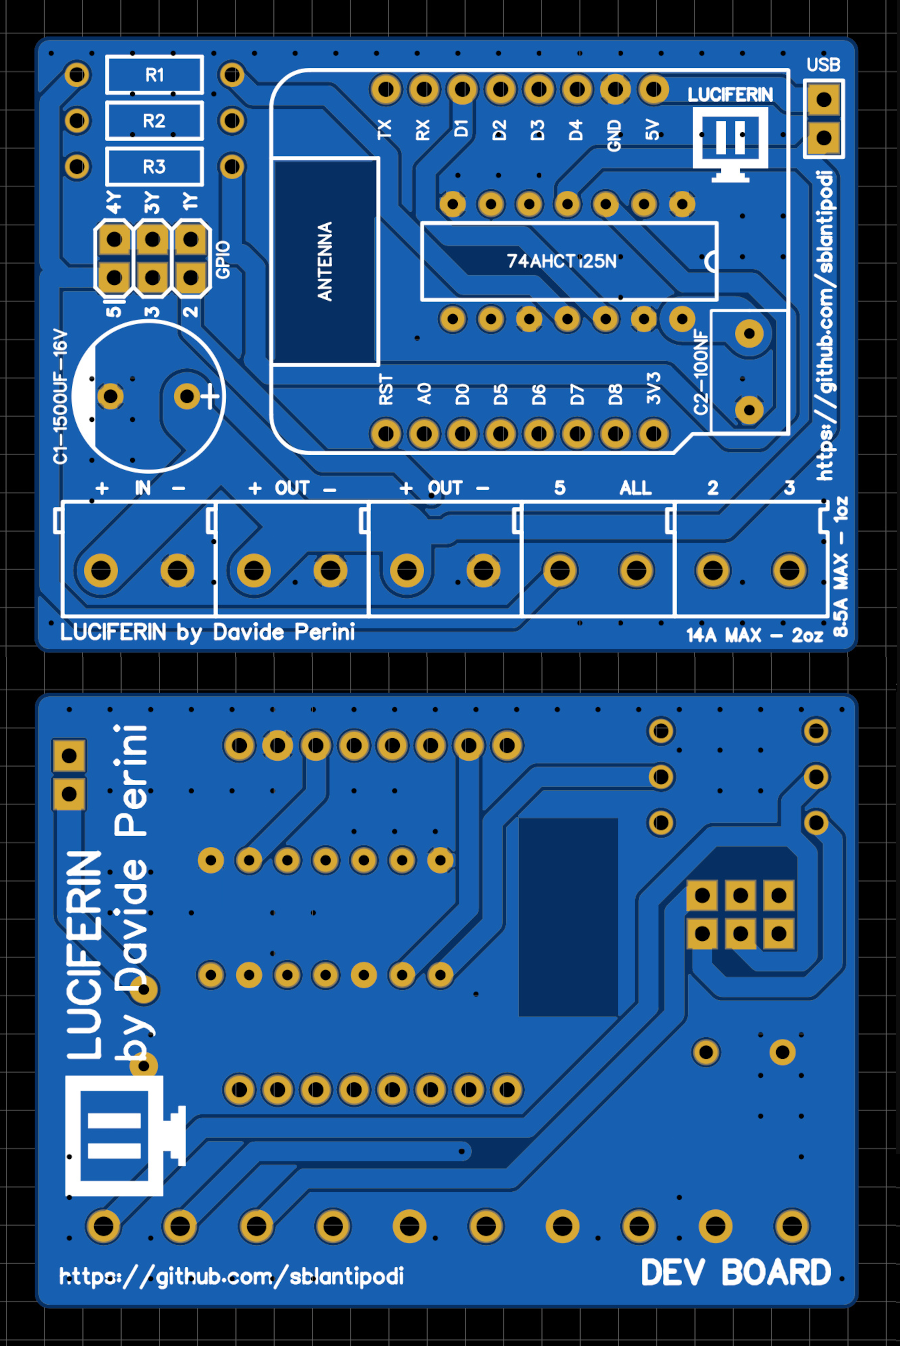 R1
USB
LUCIFERIN
R2
TX RX D1 D2 D3 D4 GND 5V
R3
4Y 3Y 1Y
GPIO
ANTENNA
74AHCT125N
https://github.com/sblantipodi
5 3 2
C1-1500UF-16V
+
C2-100NF
RST A0 D0 D5 D6 D7 D8 3V3
+ IN - + OUT - + OUT - 5 ALL 2 3
8.5A MAX - 1oz
LUCIFERIN by Davide Perini
14A MAX - 2oz
LUCIFERIN
by Davide Perini
https://github.com/sblantipodi
DEV BOARD